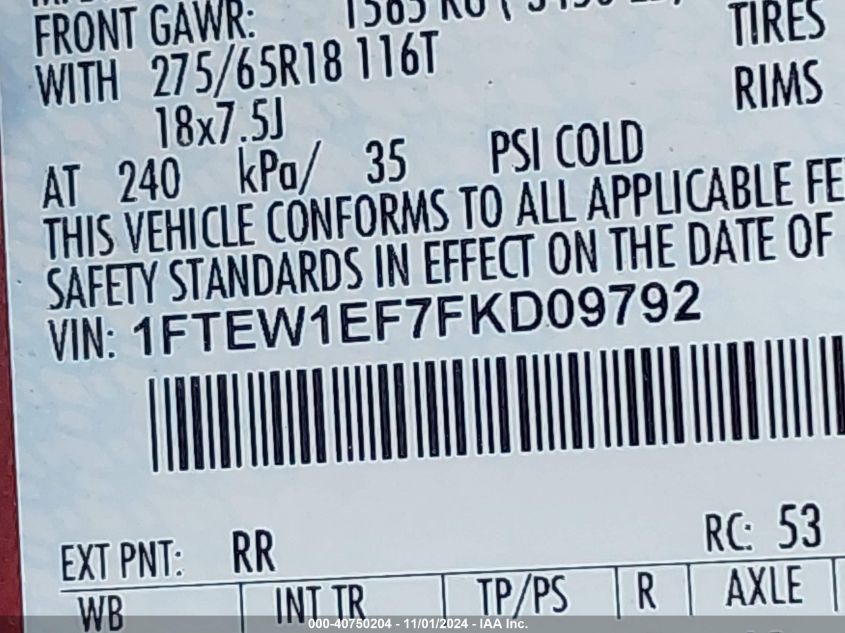 FRONT GAWR: 1565 KG
TIRES
WITH 275/65R18 116T
RIMS
18x7.5J
AT 240 kPa/ 35 PSI COLD
THIS VEHICLE CONFORMS TO ALL APPLICABLE FE
SAFETY STANDARDS IN EFFECT ON THE DATE OF
VIN: 1FTEW1EF7FKD09792
EXT PNT: RR RC: 53
WB INT TR TP/PS R AXLE
000-40750204 - 11/01/2024 - IAA Inc.